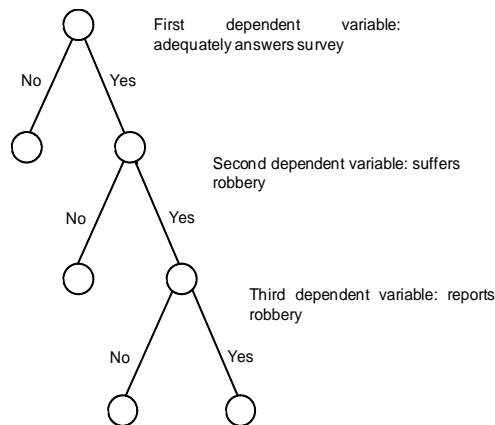 First dependent variable:
adequately answers survey
No
Yes
Second dependent variable: suffers
robbery
No
Yes
Third dependent variable: reports
robbery
No
Yes